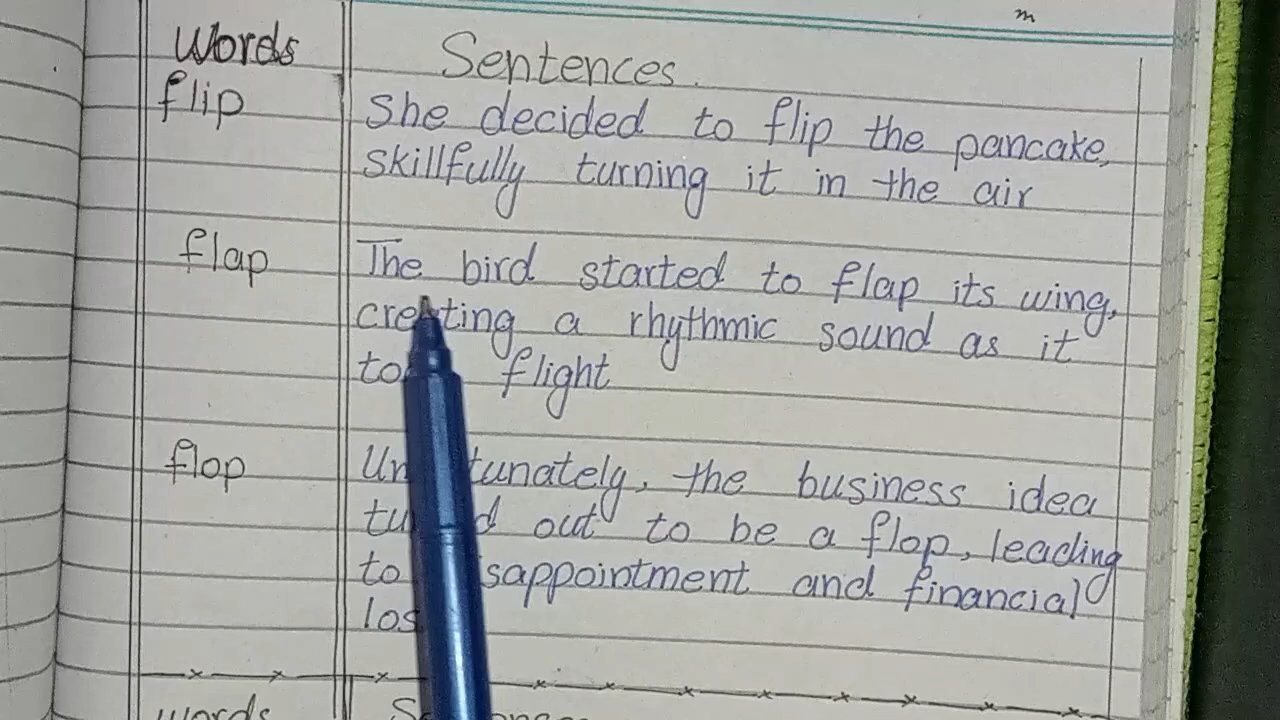 m
Words Sentences.
flip She decided to flip the pancake,
skillfully turning it in the air
flap The bird started to flap its wing,
creating a rhythmic sound as it
flight
flop the business idea
out to be a flop, leading
to and financial
words